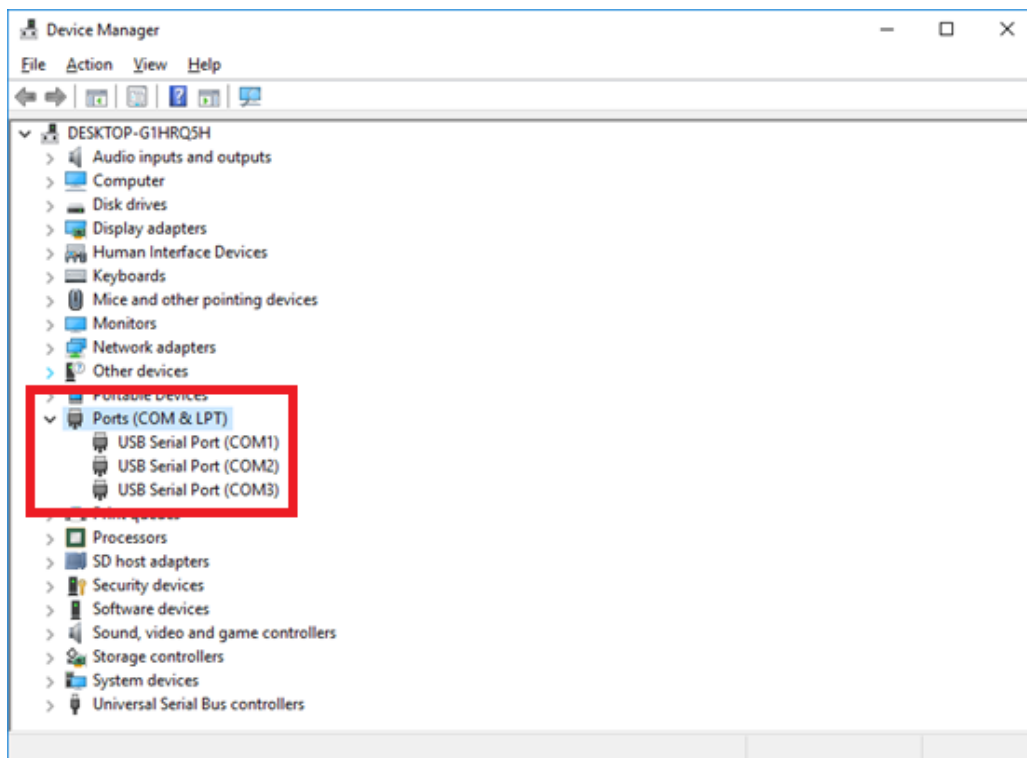 Device Manager
File Action View Help
DESKTOP-G1HRQ5H
Audio inputs and outputs
Computer
Disk drives
Display adapters
Human Interface Devices
Keyboards
Mice and other pointing devices
Monitors
Network adapters
Other devices
Portable Devices
Ports (COM & LPT)
USB Serial Port (COM1)
USB Serial Port (COM2)
USB Serial Port (COM3)
Print queues
Processors
SD host adapters
Security devices
Software devices
Sound, video and game controllers
Storage controllers
System devices
Universal Serial Bus controllers